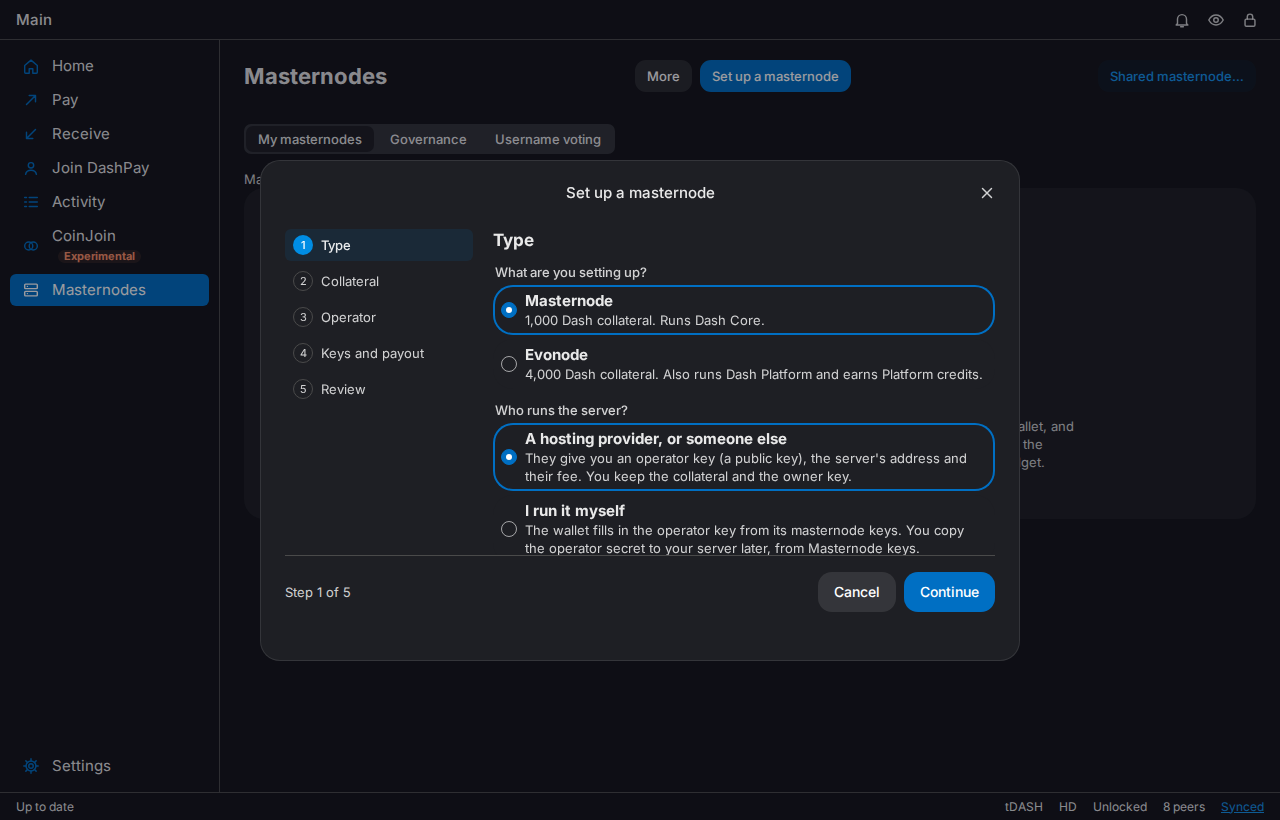 Main
Home
Pay
Receive
Join DashPay
Activity
CoinJoin
Experimental
Masternodes
Settings
Masternodes
More
Set up a masternode
Shared masternode...
My masternodes
Governance
Username voting
Set up a masternode
1 Type
2 Collateral
3 Operator
4 Keys and payout
5 Review
Type
What are you setting up?
Masternode
1,000 Dash collateral. Runs Dash Core.
Evonode
4,000 Dash collateral. Also runs Dash Platform and earns Platform credits.
Who runs the server?
A hosting provider, or someone else
They give you an operator key (a public key), the server's address and
their fee. You keep the collateral and the owner key.
I run it myself
The wallet fills in the operator key from its masternode keys. You copy
the operator secret to your server later, from Masternode keys.
Step 1 of 5
Cancel
Continue
and
the
Up to date
tDASH
HD
Unlocked
8 peers
Synced